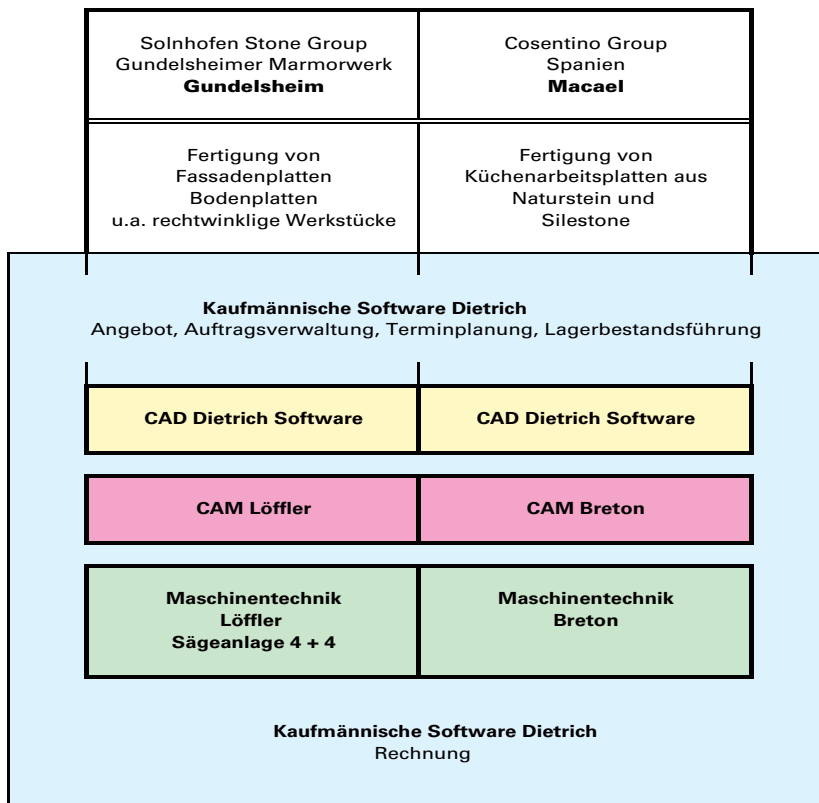 Solnhofen Stone Group
Gundelsheimer Marmorwerk
Gundelsheim
Cosentino Group
Spanien
Macael
Fertigung von
Fassadenplatten
Bodenplatten
u.a. rechtwinklige Werkstücke
Fertigung von
Küchenarbeitsplatten aus
Naturstein und
Silestone
Kaufmännische Software Dietrich
Angebot, Auftragsverwaltung, Terminplanung, Lagerbestandsführung
CAD Dietrich Software
CAD Dietrich Software
CAM Löffler
CAM Breton
Maschinentechnik
Löffler
Sägeanlage 4 + 4
Maschinentechnik
Breton
Kaufmännische Software Dietrich
Rechnung